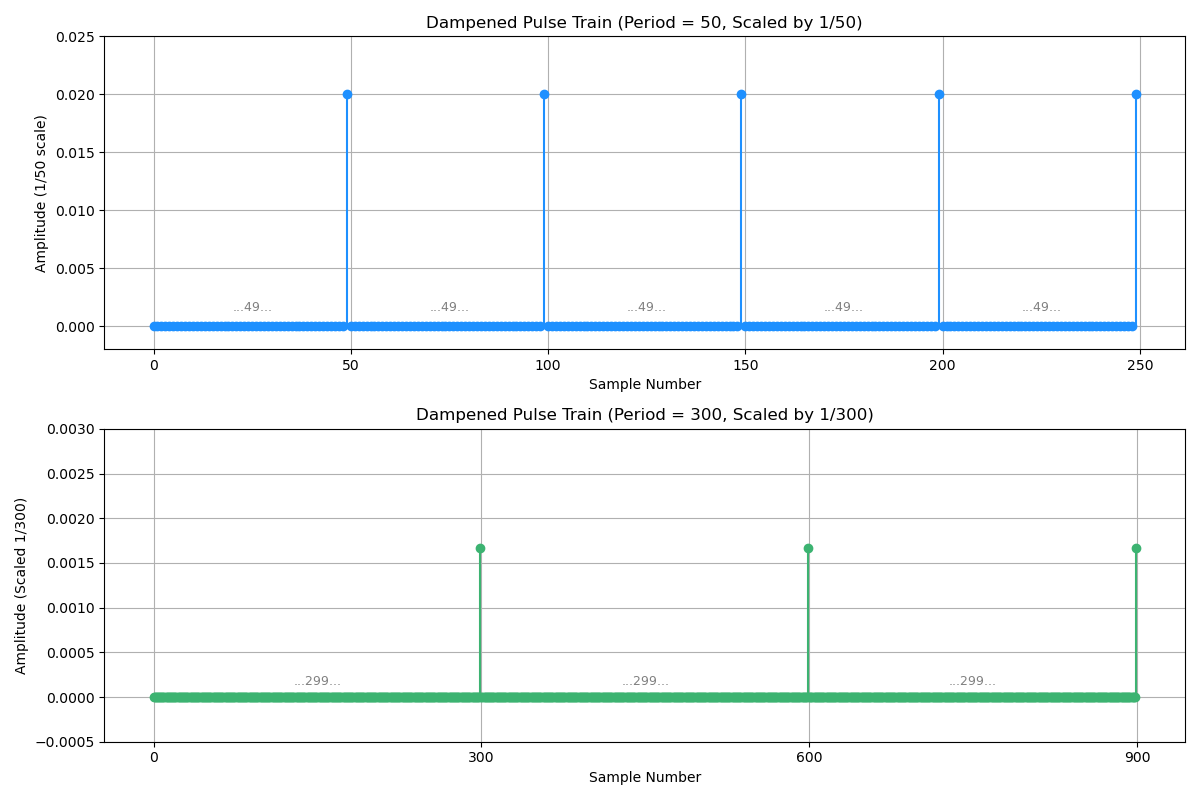 Dampened Pulse Train (Period = 50, Scaled by 1/50)
0.025
0.020
0.015
0.010
0.005
0.000
Amplitude (1/50 scale)
...49... ...49... ...49... ...49... ...49...
0 50 100 150 200 250
Sample Number
Dampened Pulse Train (Period = 300, Scaled by 1/300)
0.0030
0.0025
0.0020
0.0015
0.0010
0.0005
0.0000
−0.0005
Amplitude (Scaled 1/300)
...299... ...299... ...299...
0 300 600 900
Sample Number